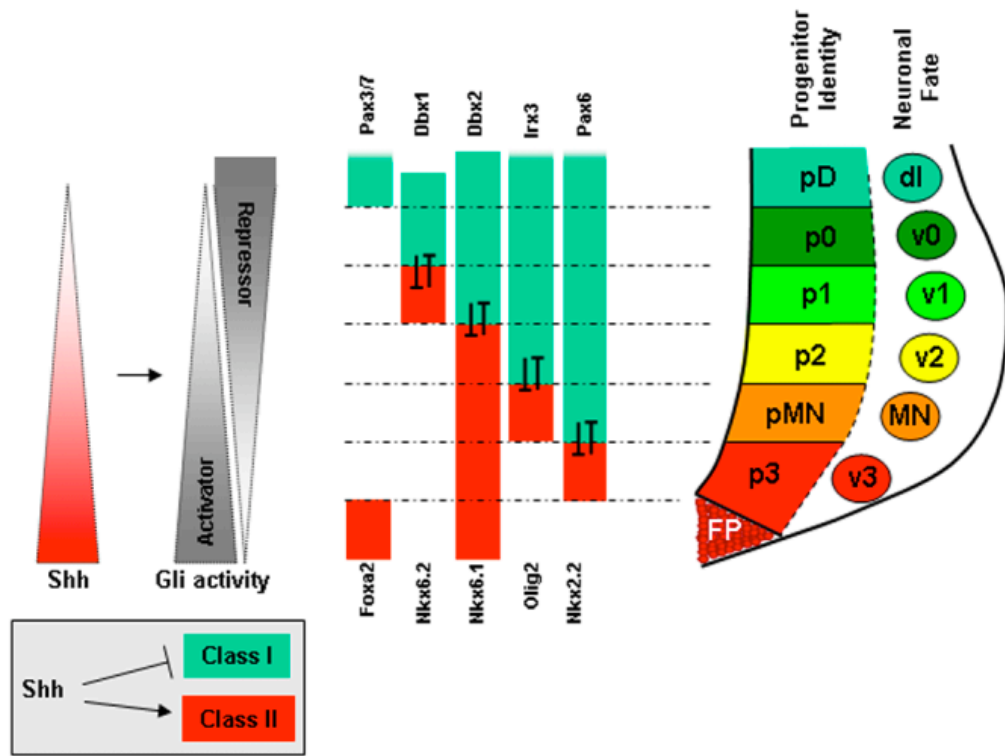 Pax3/7
Dbx1
Dbx2
Irx3
Pax6
Progenitor
Identity
Neuronal
Fate
Repressor
Activator
pD
dI
p0
v0
p1
v1
p2
v2
pMN
MN
p3
v3
FP
Shh
Gli activity
Foxa2
Nkx6.2
Nkx6.1
Olig2
Nkx2.2
Shh
Class I
Class II